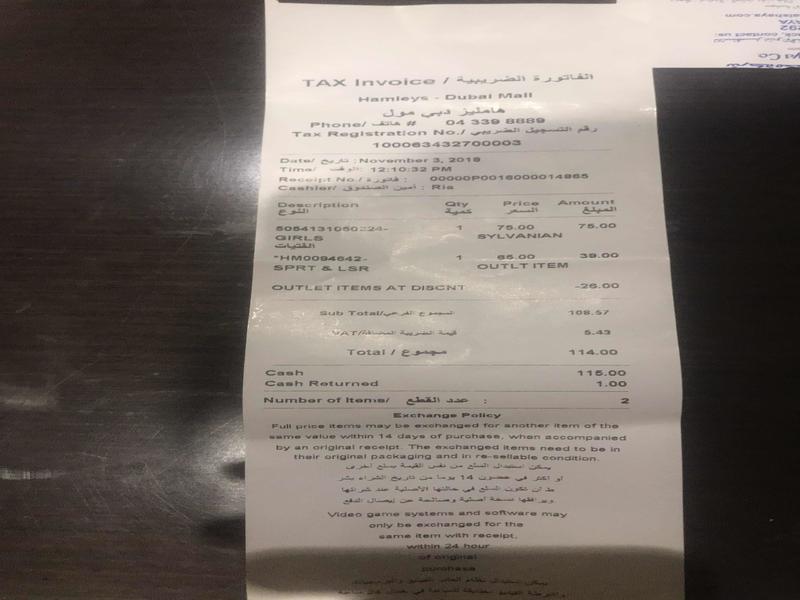 TAX Invoice / الفاتورة الضريبية
Hamleys - Dubai Mall
هامليز دبي مول
Phone/ هاتف # 04 339 8889
Tax Registration No./ رقم التسجيل الضريبي
100063432700003
Date/ تاريخ : November 3, 2018
Time/ الوقت: 12:10:32 PM
Receipt No./ فاتورة : 00000P0016000014865
Cashier/ أمين الصندوق : Ria
Description Qty Price Amount
النوع كمية السعر المبلغ
5054131050224- 1 75.00 75.00
GIRLS SYLVANIAN
الفتيات
*HM0094642- 1 65.00 39.00
SPRT & LSR OUTLT ITEM
OUTLET ITEMS AT DISCNT -26.00
Sub Total/المجموع الفرعي 108.57
VAT/قيمة الضريبة المضافة 5.43
Total / مجموع 114.00
Cash 115.00
Cash Returned 1.00
Number of Items/ عدد القطع : 2
Exchange Policy
Full price items may be exchanged for another item of the
same value within 14 days of purchase, when accompanied
by an original receipt. The exchanged items need to be in
their original packaging and in re-sellable condition.
يمكن استبدال السلع من نفس القيمة بسلع أخرى
أو أكثر في غضون 14 يوما من تاريخ الشراء بشر
ط أن تكون السلع في حالتها الأصلية عند شرائها
ويرافقها نسخة أصلية وصالحة عن إيصال الدفع
Video game systems and software may
only be exchanged for the
same item with receipt,
within 24 hour
of original
purchase